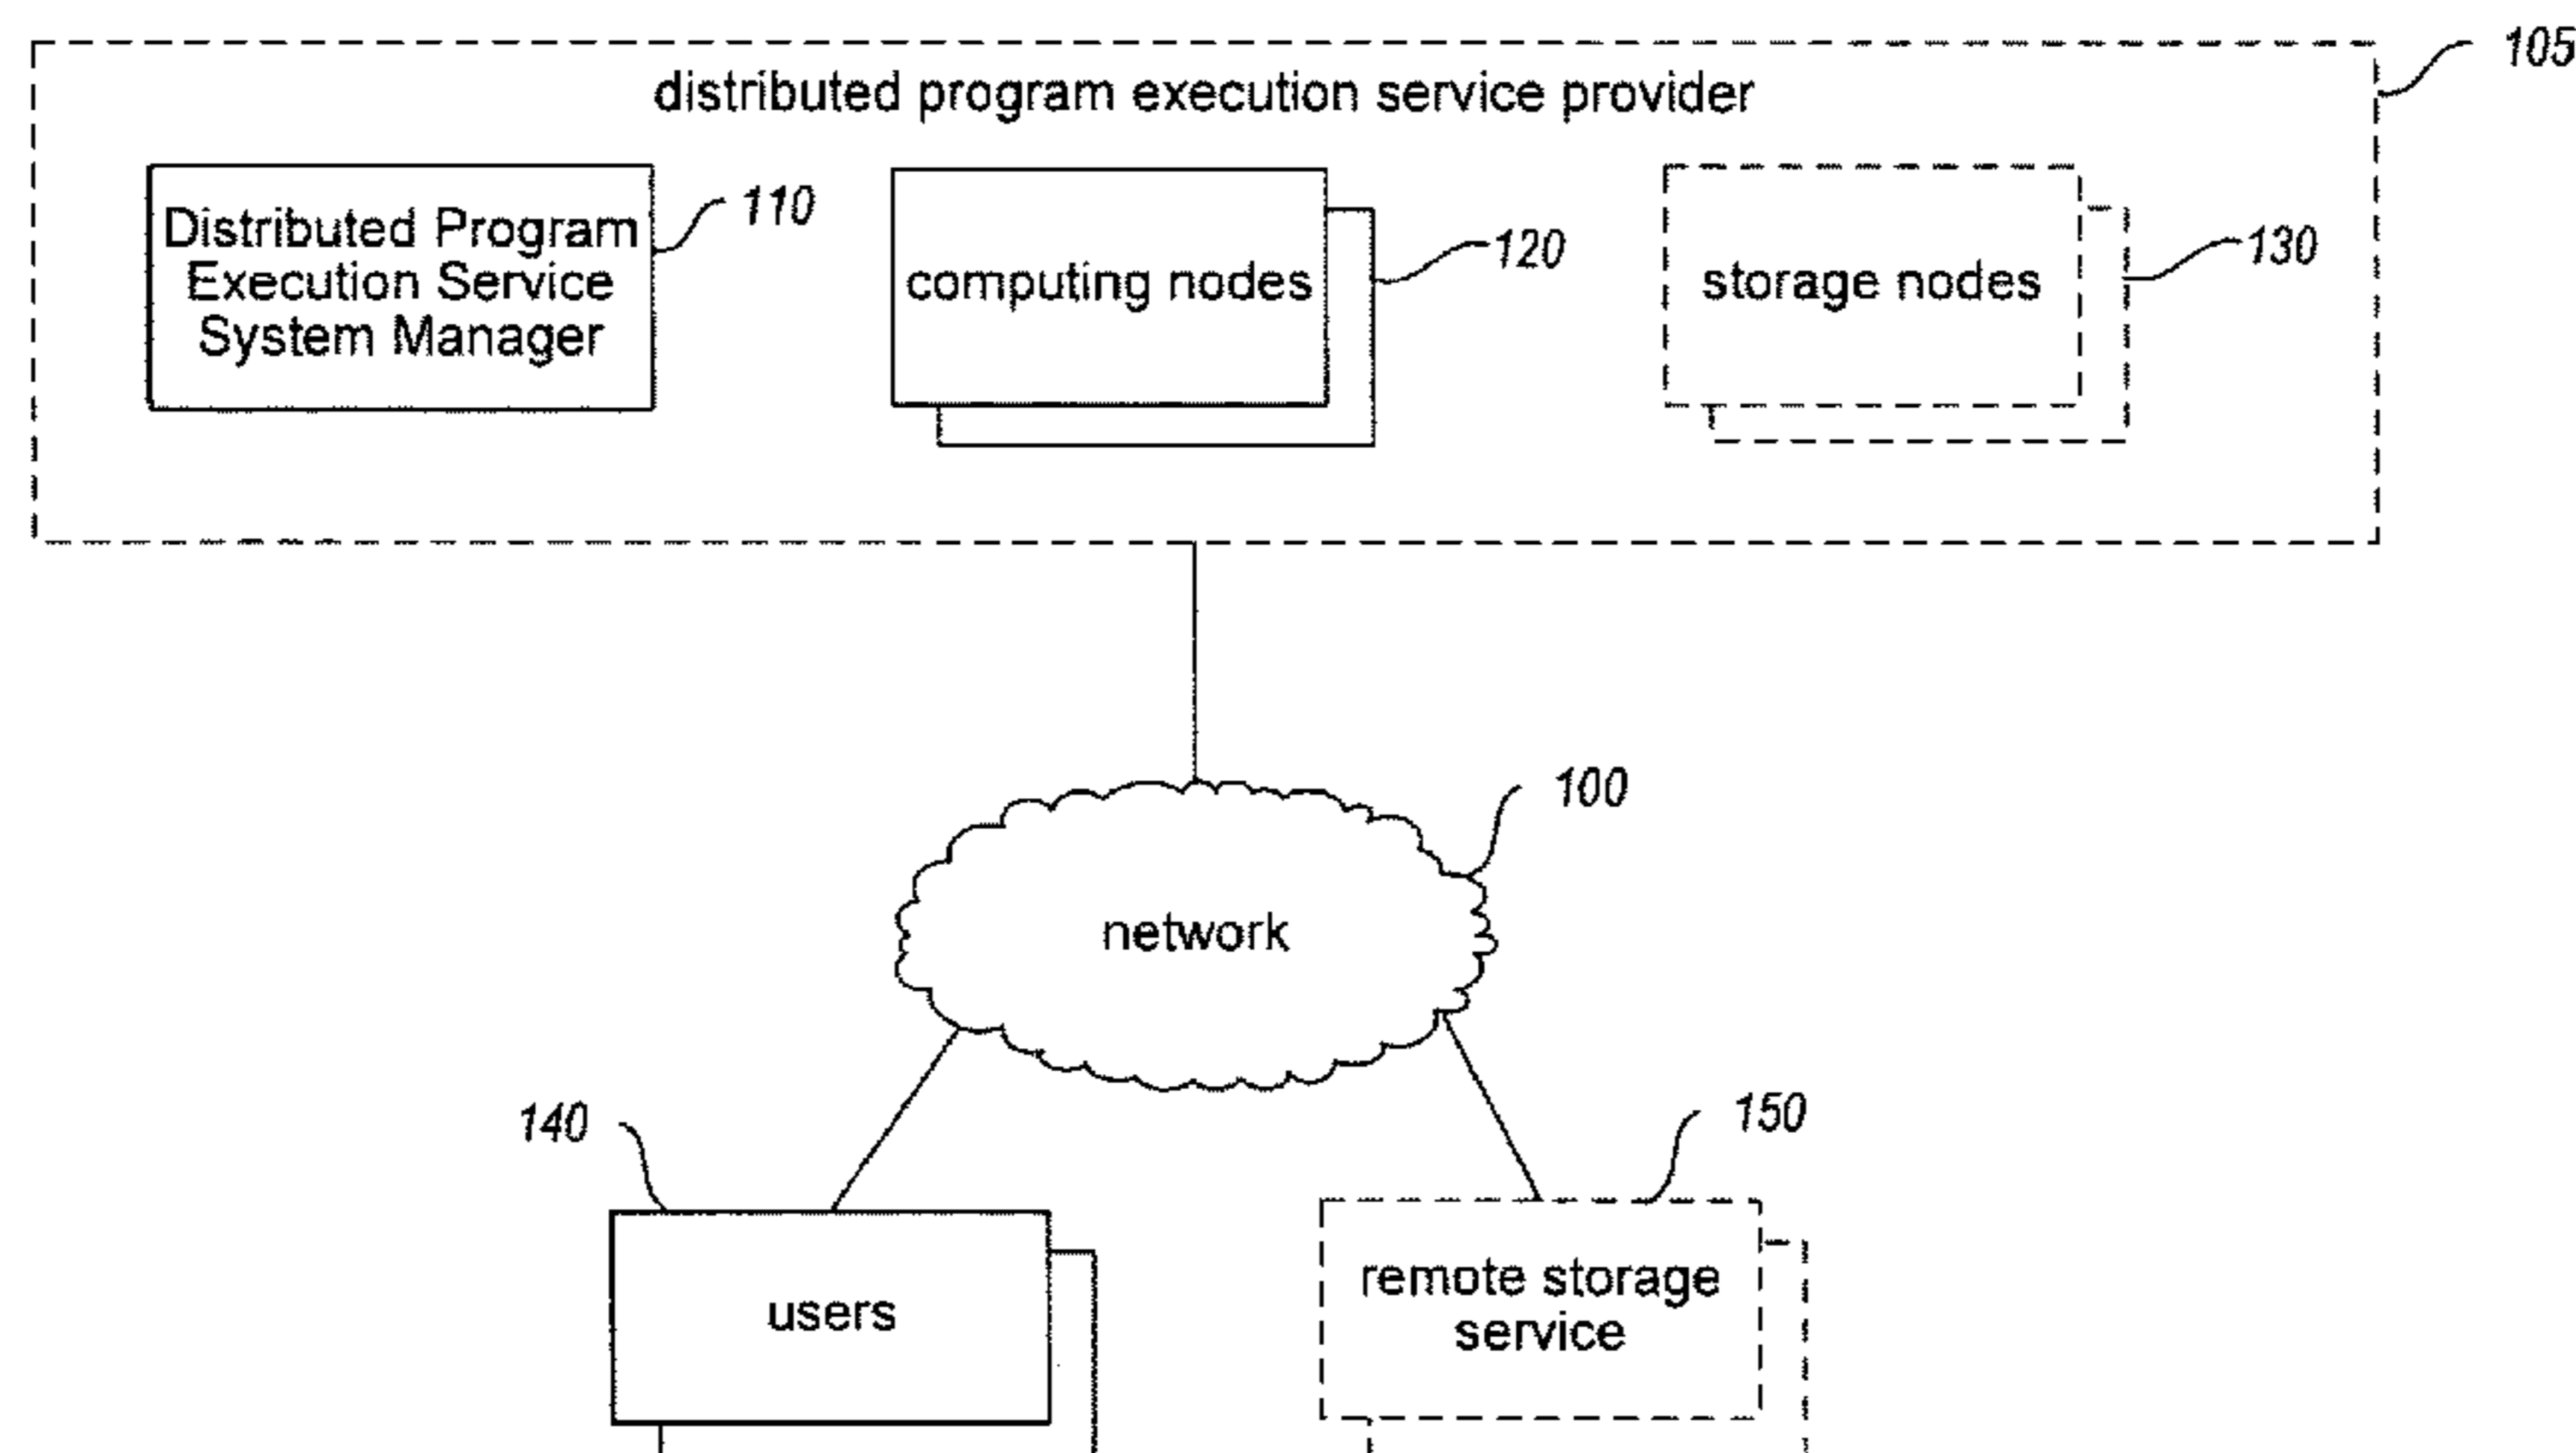 105
distributed program execution service provider
Distributed Program
Execution Service
System Manager
110
computing nodes
120
storage nodes
130
100
network
140
150
users
remote storage
service